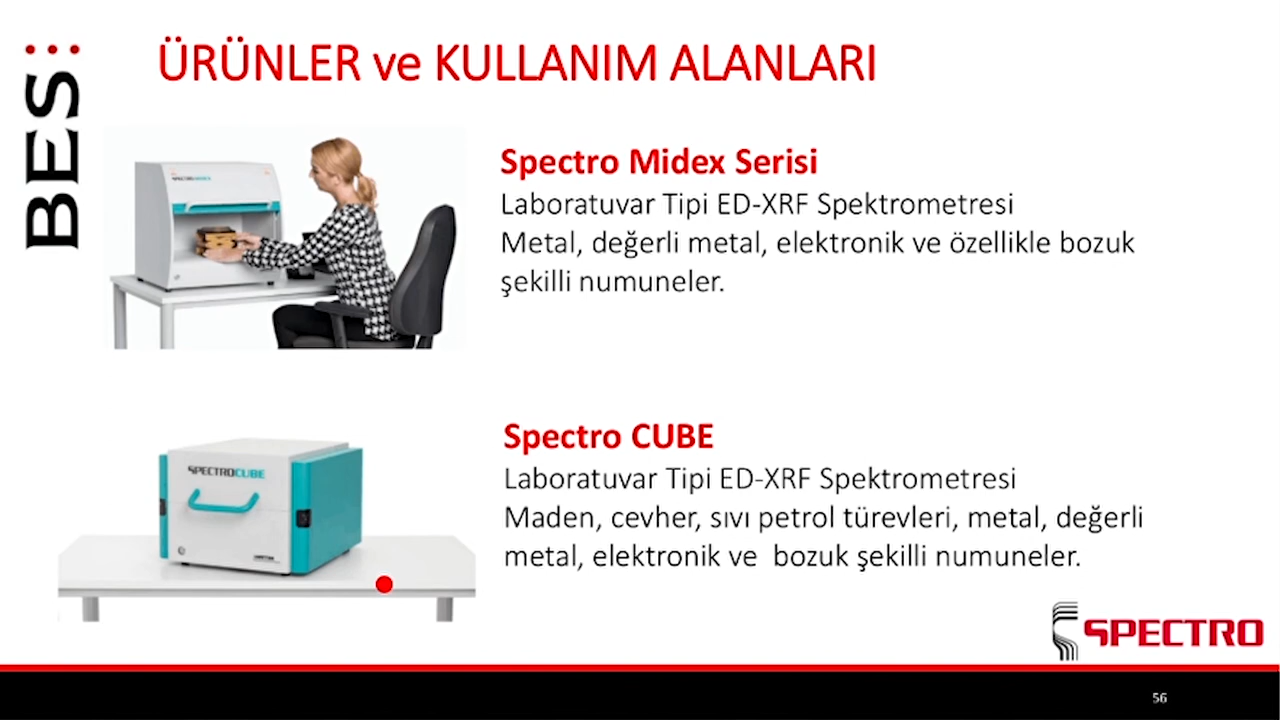 BES
ÜRÜNLER ve KULLANIM ALANLARI
SPECTROMIDEX
Spectro Midex Serisi
Laboratuvar Tipi ED-XRF Spektrometresi
Metal, değerli metal, elektronik ve özellikle bozuk
şekilli numuneler.
SPECTROCUBE
Spectro CUBE
Laboratuvar Tipi ED-XRF Spektrometresi
Maden, cevher, sıvı petrol türevleri, metal, değerli
metal, elektronik ve  bozuk şekilli numuneler.
SPECTRO
56